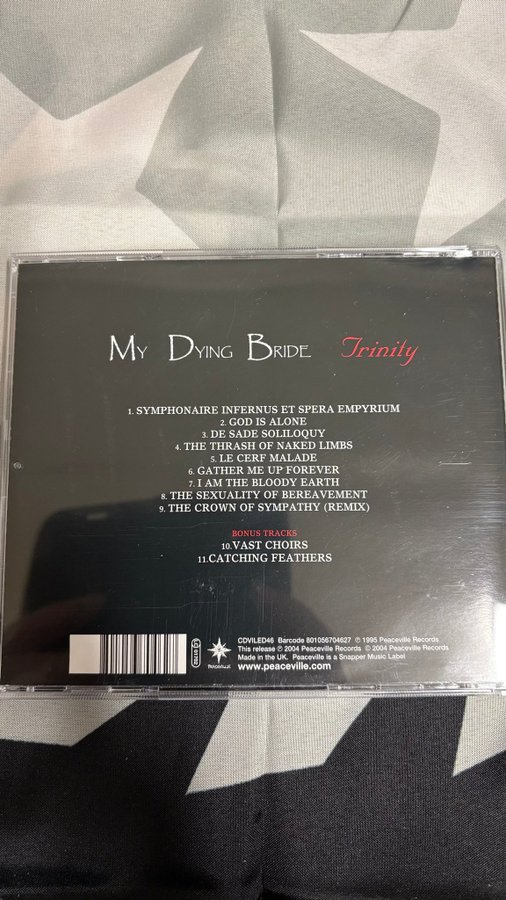 My Dying Bride Trinity
1. SYMPHONAIRE INFERNUS ET SPERA EMPYRIUM
2. GOD IS ALONE
3. DE SADE SOLILOQUY
4. THE THRASH OF NAKED LIMBS
5. LE CERF MALADE
6. GATHER ME UP FOREVER
7. I AM THE BLOODY EARTH
8. THE SEXUALITY OF BEREAVEMENT
9. THE CROWN OF SYMPATHY (REMIX)
BONUS TRACKS
10. VAST CHOIRS
11. CATCHING FEATHERS
CDVILED46 Barcode 801056704627 ℗ 1995 Peaceville Records
This release ℗ 2004 Peaceville Records © 2004 Peaceville Records
Made in the UK. Peaceville is a Snapper Music Label
www.peaceville.com